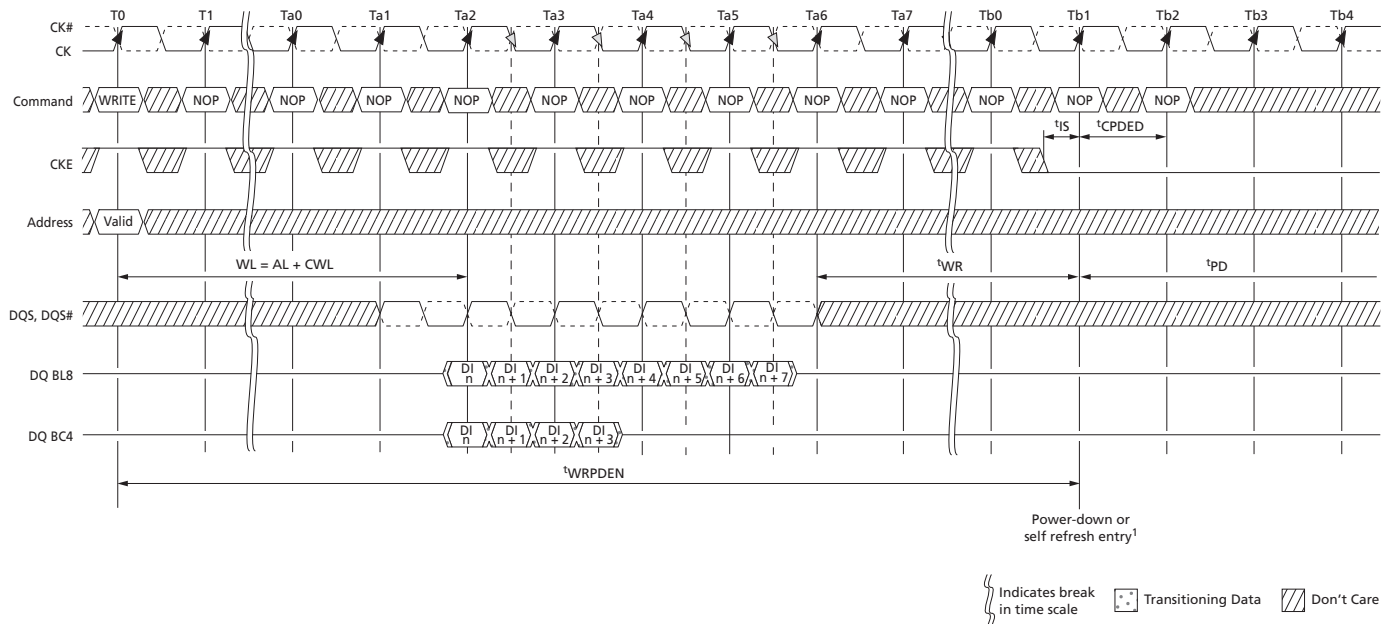 T0 T1 Ta0 Ta1 Ta2 Ta3 Ta4 Ta5 Ta6 Ta7 Tb0 Tb1 Tb2 Tb3 Tb4
CK#
CK
Command WRITE NOP NOP NOP NOP NOP NOP NOP NOP NOP NOP NOP NOP
tIS tCPDED
CKE
Address Valid
WL = AL + CWL tWR tPD
DQS, DQS#
DQ BL8 DI n DI n + 1 DI n + 2 DI n + 3 DI n + 4 DI n + 5 DI n + 6 DI n + 7
DQ BC4 DI n DI n + 1 DI n + 2 DI n + 3
tWRPDEN
Power-down or
self refresh entry1
Indicates break
in time scale
Transitioning Data
Don't Care